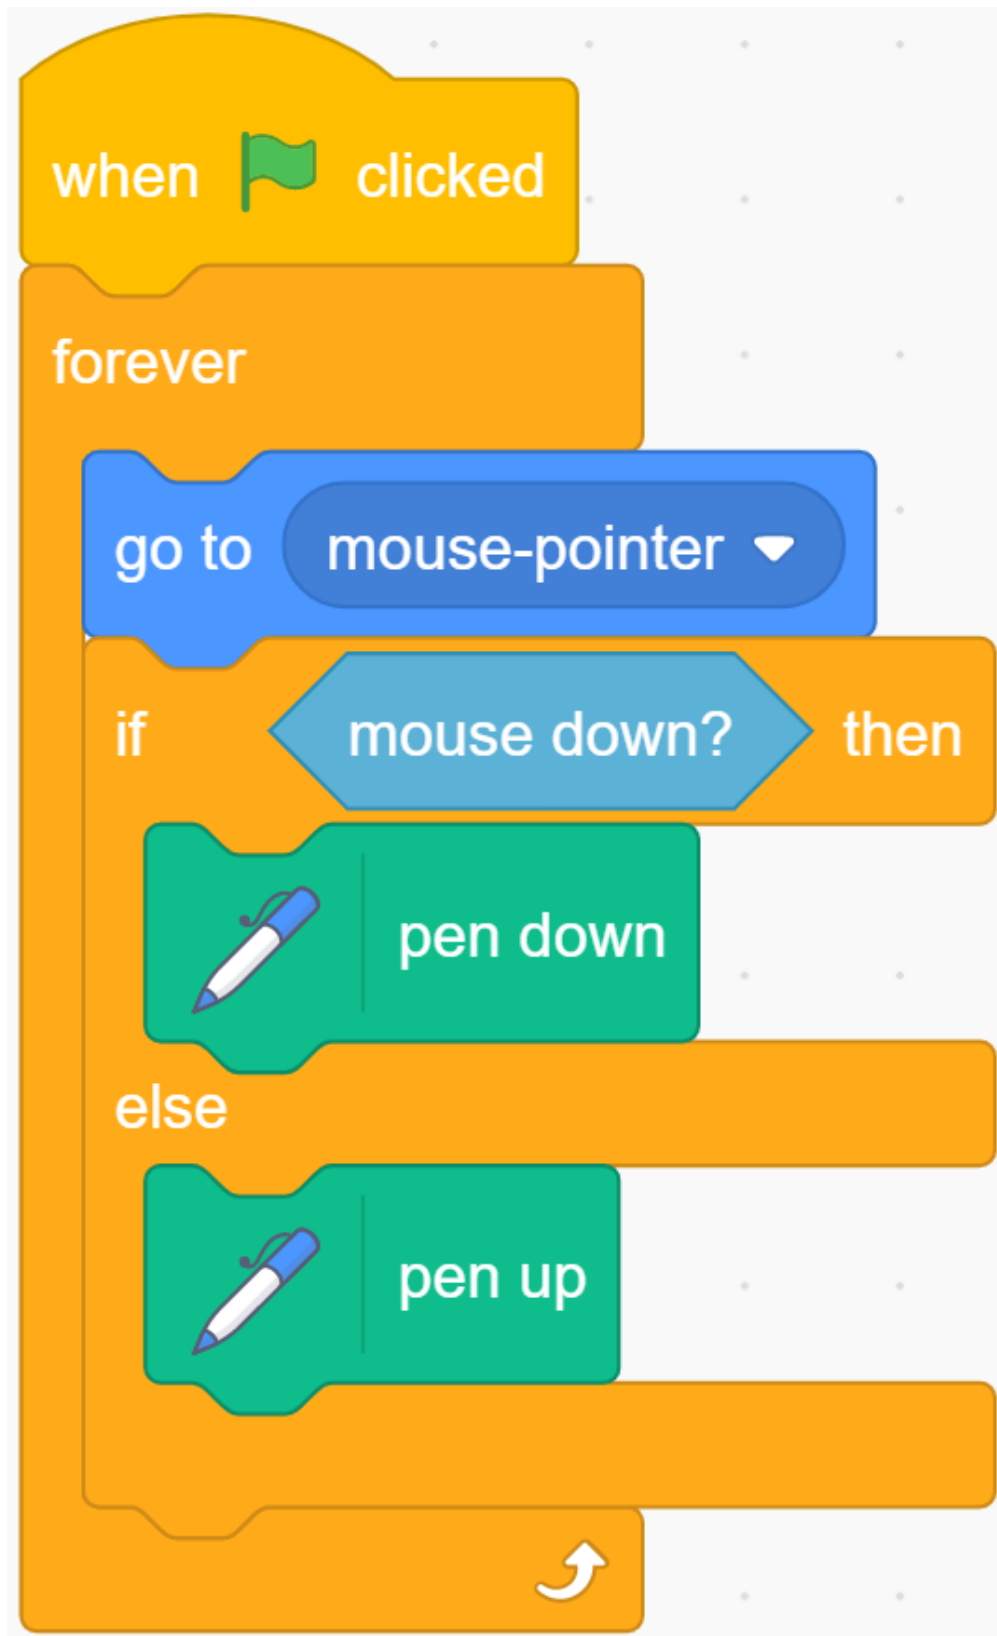 when clicked
forever
go to mouse-pointer
if mouse down? then
pen down
else
pen up